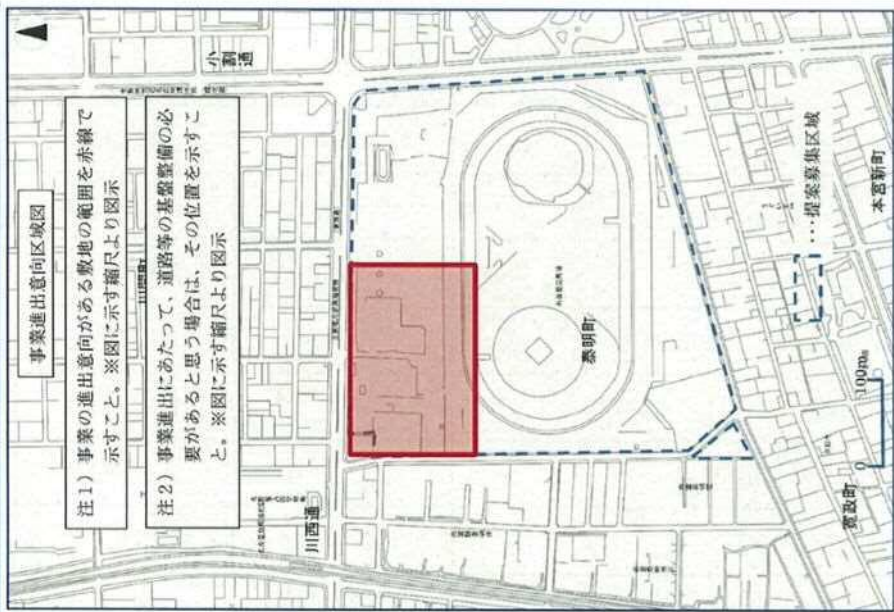 事業進出意向区域図
注1) 事業の進出意向がある敷地の範囲を赤線で
示すこと。※図に示す縮尺より図示
注2) 事業進出にあたって、道路等の基盤整備の必
要があると思う場合は、その位置を示すこ
と。※図に示す縮尺より図示
小割通
川西通
泰明町
…提案募集区域
寛政町
本宮新町
0
100m